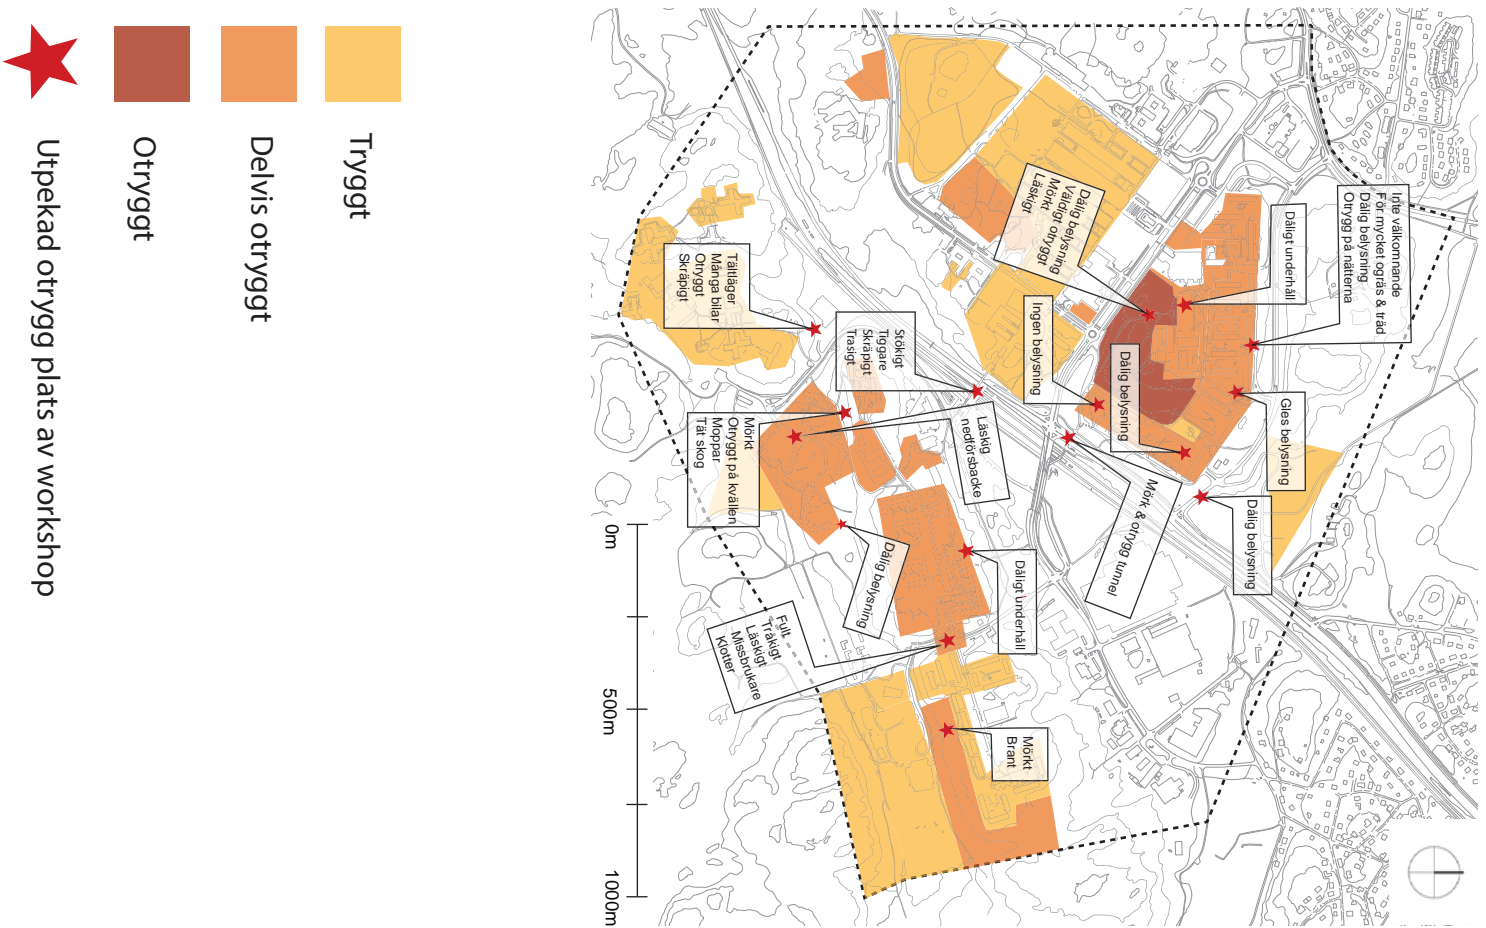 Inte välkomnande
För mycket ogräs & träd
Dålig belysning
Otrygg på nätterna
Dåligt underhåll
Dålig belysning
Väldigt otryggt
Mörkt
Läskigt
Gles belysning
Dålig belysning
Dålig belysning
Ingen belysning
Mörk & otrygg tunnel
Stökigt
Tiggare
Skräpigt
Trasigt
Läskig
nedförsbacke
Tältläger
Många bilar
Otryggt
Skräpigt
Mörkt
Otryggt på kvällen
Moppar
Tät skog
Dåligt underhåll
Dålig belysning
Mörkt
Brant
Fult
Tråkigt
Läskigt
Missbrukare
Klotter
0m
500m
1000m
Tryggt
Delvis otryggt
Otryggt
Utpekad otrygg plats av workshop